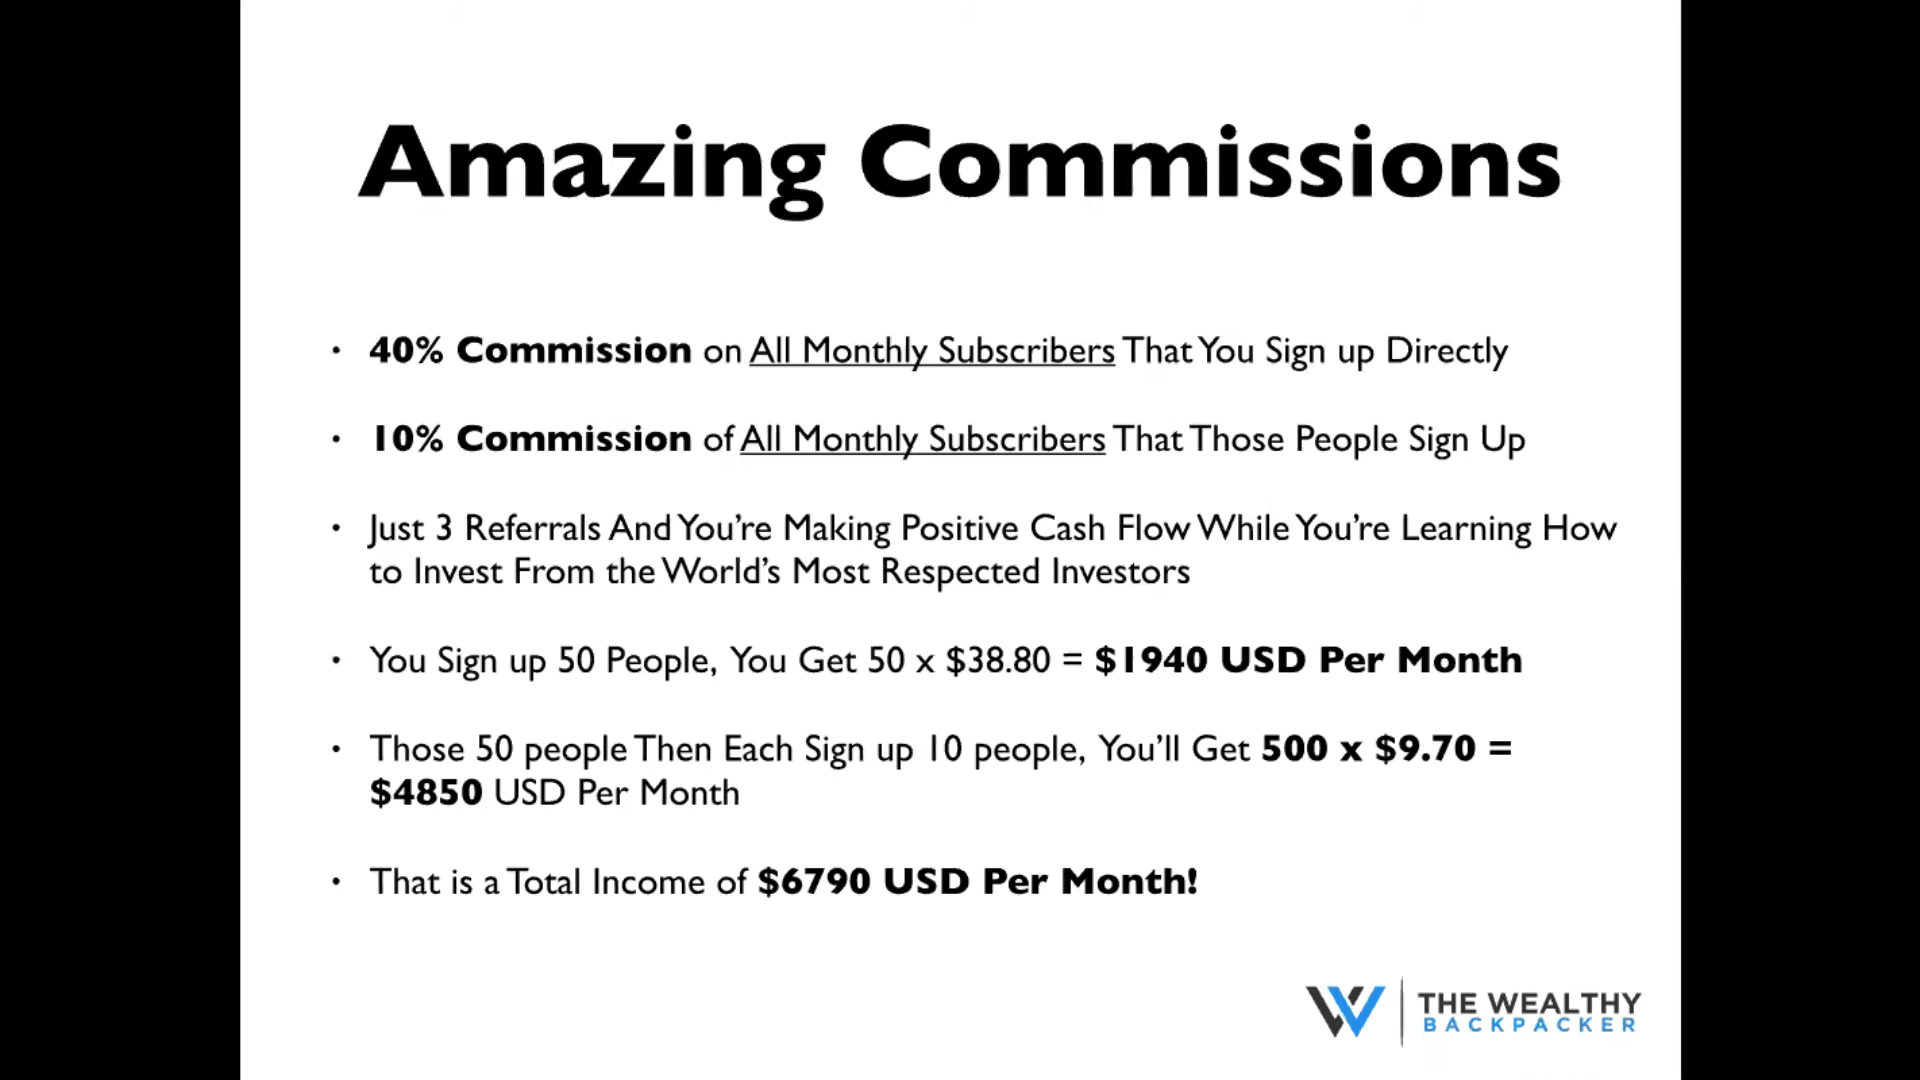 Amazing Commissions
• 40% Commission on All Monthly Subscribers That You Sign up Directly
• 10% Commission of All Monthly Subscribers That Those People Sign Up
• Just 3 Referrals And You’re Making Positive Cash Flow While You’re Learning How
to Invest From the World’s Most Respected Investors
• You Sign up 50 People, You Get 50 x $38.80 = $1940 USD Per Month
• Those 50 people Then Each Sign up 10 people, You’ll Get 500 x $9.70 =
$4850 USD Per Month
• That is a Total Income of $6790 USD Per Month!
THE WEALTHY
BACKPACKER